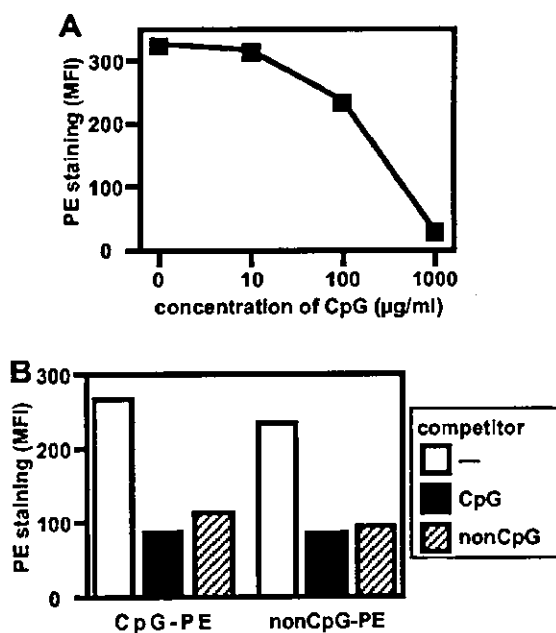 A
PE staining (MFI)
300
200
100
0
0 10 100 1000
concentration of CpG (µg/ml)
B
PE staining (MFI)
300
200
100
0
CpG-PE nonCpG-PE
competitor
—
CpG
nonCpG